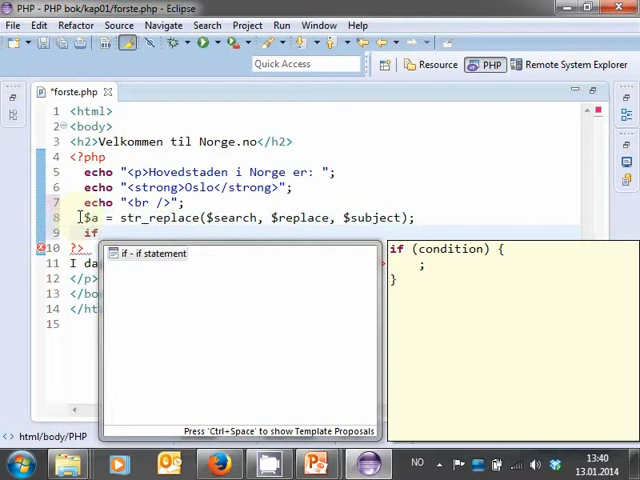 PHP - PHP bok/kap01/forste.php - Eclipse
File Edit Refactor Source Navigate Search Project Run Window Help
Quick Access
Resource PHP Remote System Explorer
*forste.php
1 <html>
2 <body>
3 <h2>Velkommen til Norge.no</h2>
4 <?php
5 echo "<p>Hovedstaden i Norge er: ";
6 echo "<strong>Oslo</strong>";
7 echo "<br />";
8 $a = str_replace($search, $replace, $subject);
9 if
10 ?>
11 I da
12 </p>
13 </bo
14 </ht
15
if - if statement
Press 'Ctrl+Space' to show Template Proposals
if (condition) {
;
}
html/body/PHP
NO
13:40
13.01.2014